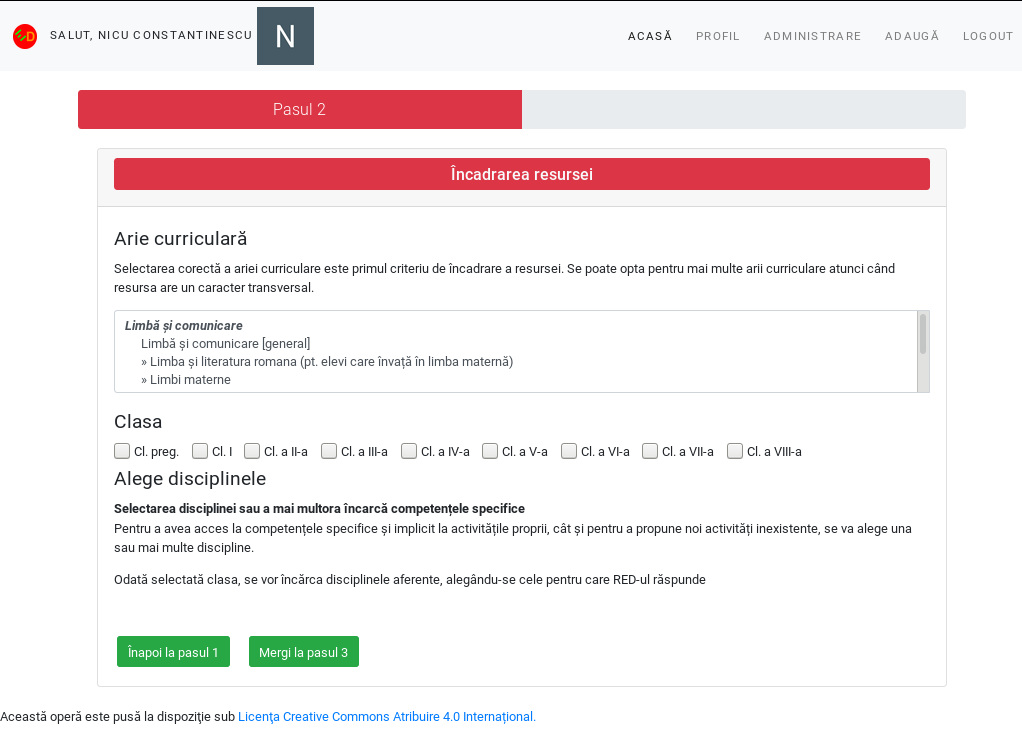 SALUT, NICU CONSTANTINESCU N ACASĂ PROFIL ADMINISTRARE ADAUGĂ LOGOUT
Pasul 2
Încadrarea resursei
Arie curriculară
Selectarea corectă a ariei curriculare este primul criteriu de încadrare a resursei. Se poate opta pentru mai multe arii curriculare atunci când
resursa are un caracter transversal.
Limbă și comunicare
Limbă și comunicare [general]
» Limba și literatura romana (pt. elevi care învață în limba maternă)
» Limbi materne
Clasa
Cl. preg. Cl. I Cl. a II-a Cl. a III-a Cl. a IV-a Cl. a V-a Cl. a VI-a Cl. a VII-a Cl. a VIII-a
Alege disciplinele
Selectarea disciplinei sau a mai multora încarcă competențele specifice
Pentru a avea acces la competențele specifice și implicit la activitățile proprii, cât și pentru a propune noi activități inexistente, se va alege una
sau mai multe discipline.
Odată selectată clasa, se vor încărca disciplinele aferente, alegându-se cele pentru care RED-ul răspunde
Înapoi la pasul 1 Mergi la pasul 3
Această operă este pusă la dispoziţie sub Licenţa Creative Commons Atribuire 4.0 Internațional.